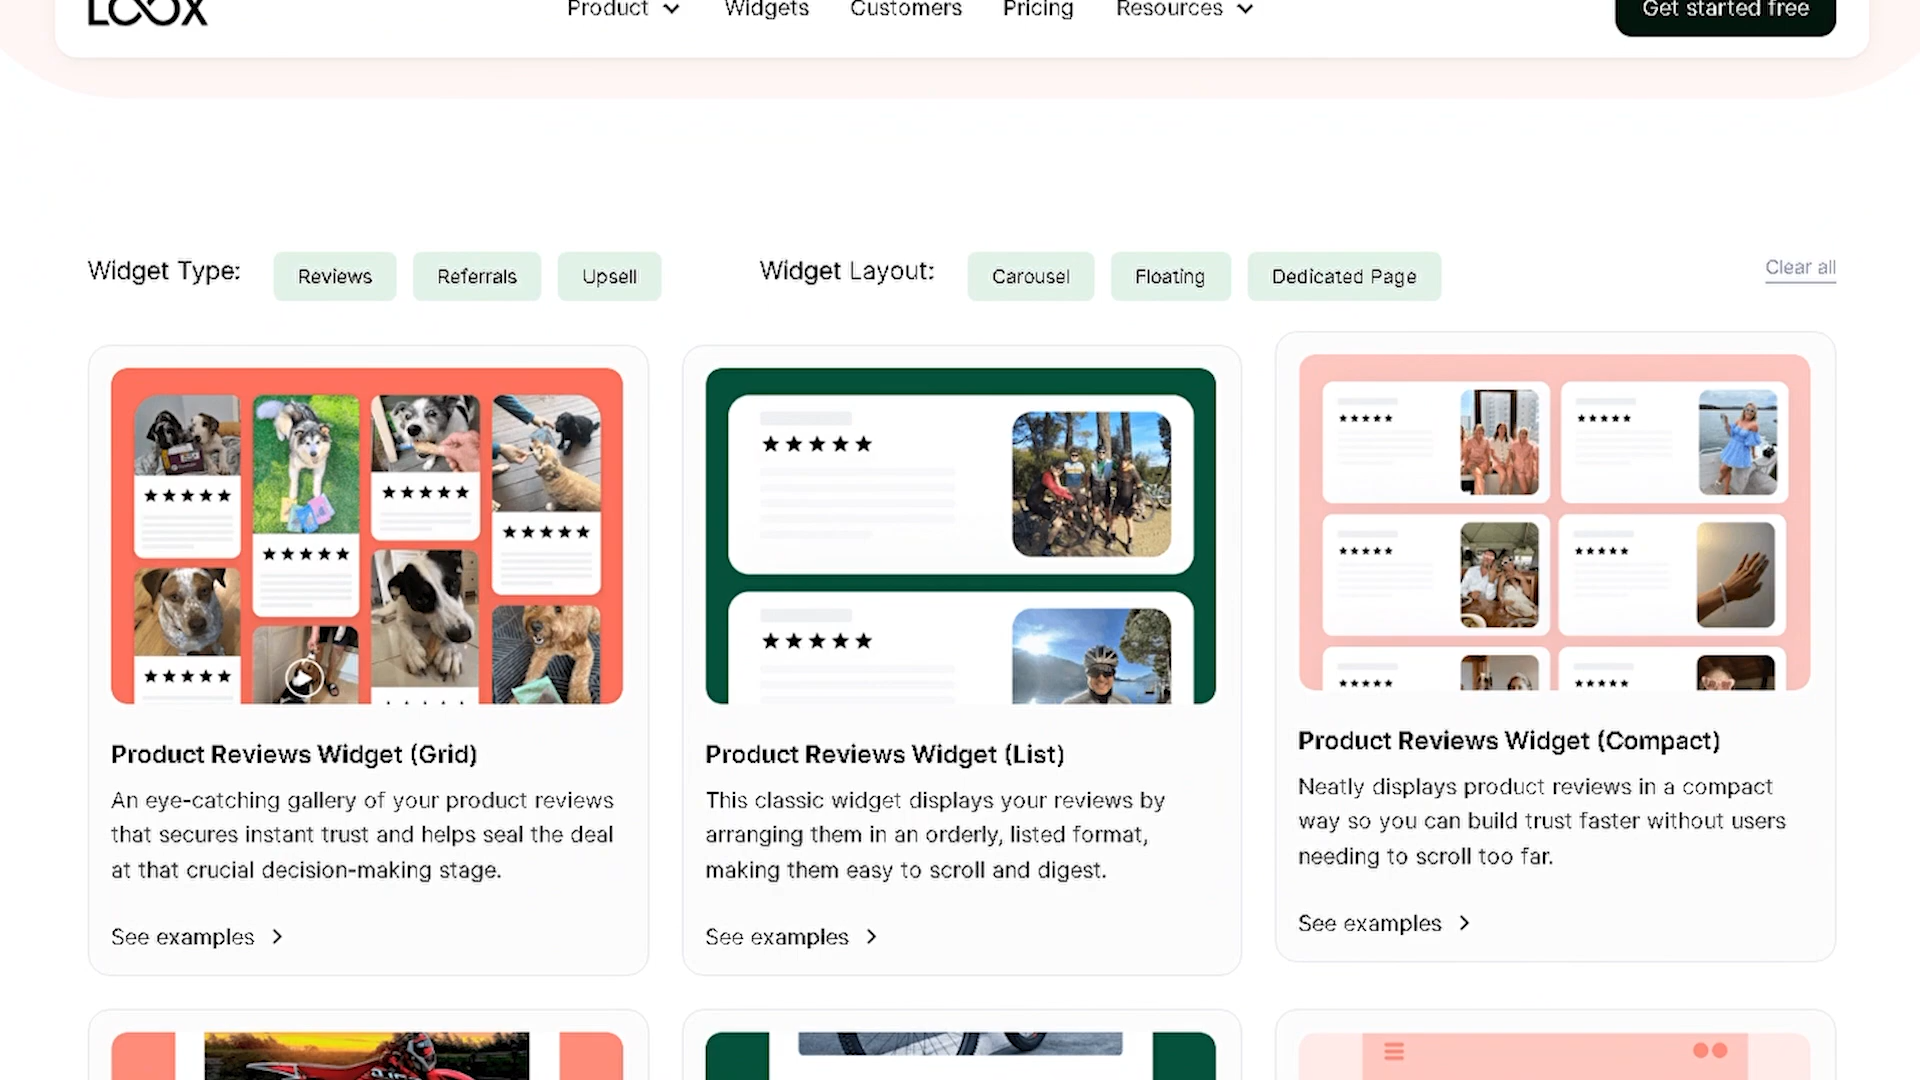 LOOX
Product
Widgets
Customers
Pricing
Resources
Get started free
Widget Type:
Reviews
Referrals
Upsell
Widget Layout:
Carousel
Floating
Dedicated Page
Clear all
Product Reviews Widget (Grid)
An eye-catching gallery of your product reviews
that secures instant trust and helps seal the deal
at that crucial decision-making stage.
See examples
Product Reviews Widget (List)
This classic widget displays your reviews by
arranging them in an orderly, listed format,
making them easy to scroll and digest.
See examples
Product Reviews Widget (Compact)
Neatly displays product reviews in a compact
way so you can build trust faster without users
needing to scroll too far.
See examples